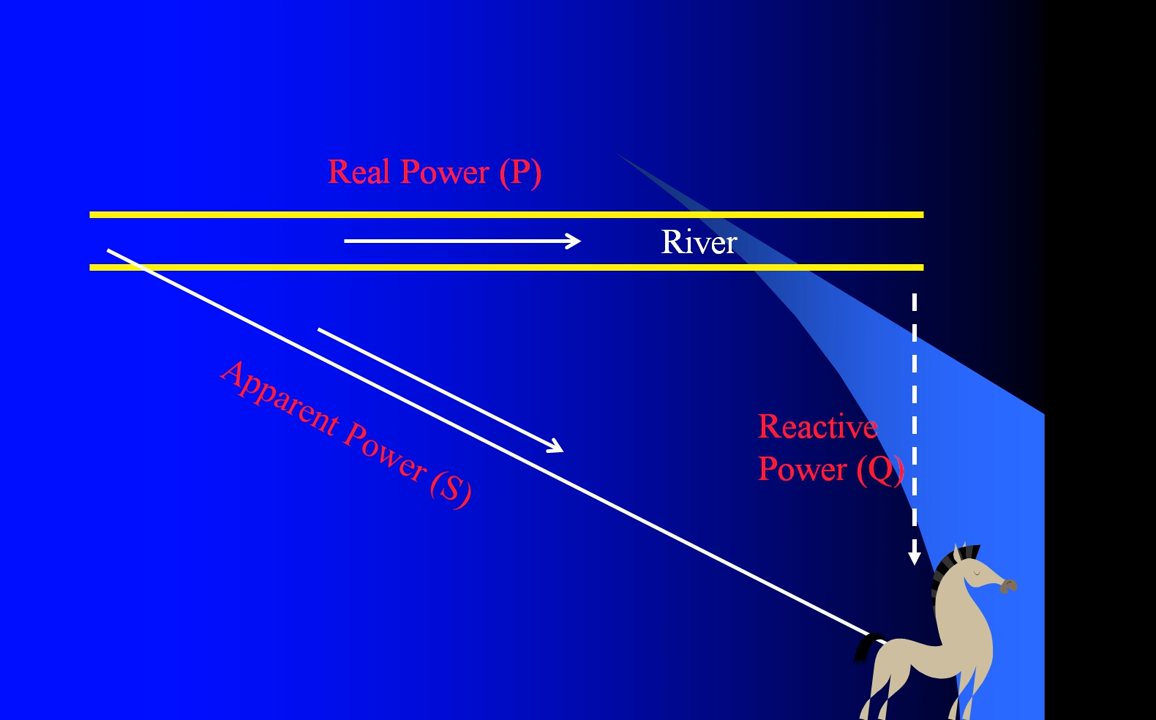 Real Power (P)
River
Apparent Power (S)
Reactive
Power (Q)